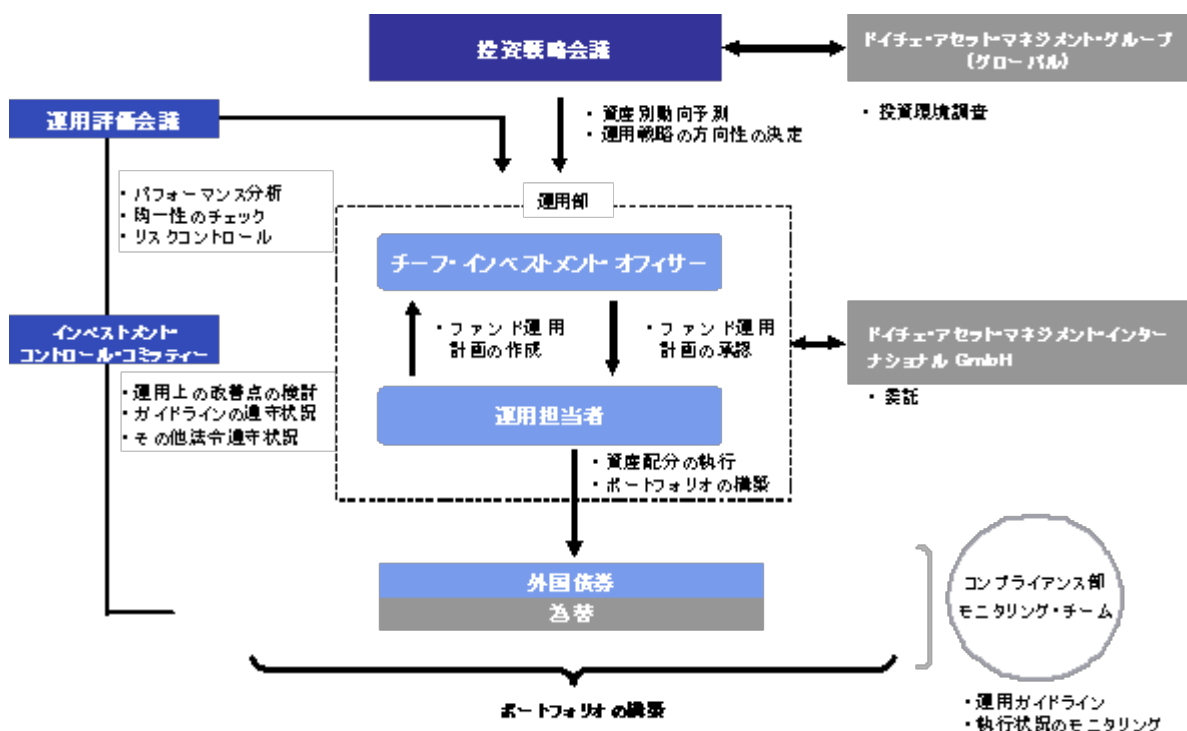 投資戦略会議
ドイチェ・アセット・マネジメント・グループ
(グローバル)
・投資環境調査
運用評価会議
・資産別動向予測
・運用戦略の方向性の決定
・パフォーマンス分析
・均一性のチェック
・リスクコントロール
運用部
チーフ・インベストメント・オフィサー
・ファンド運用
計画の作成
・ファンド運用
計画の承認
インベストメント・
コントロール・コミッティー
ドイチェ・アセット・マネジメント・インター
ナショナル GmbH
・委託
・運用上の改善点の検討
・ガイドラインの遵守状況
・その他法令遵守状況
運用担当者
・資産配分の執行
・ポートフォリオの構築
外国債券
為替
コンプライアンス部
モニタリング・チーム
ポートフォリオの構築
・運用ガイドライン
・執行状況のモニタリング